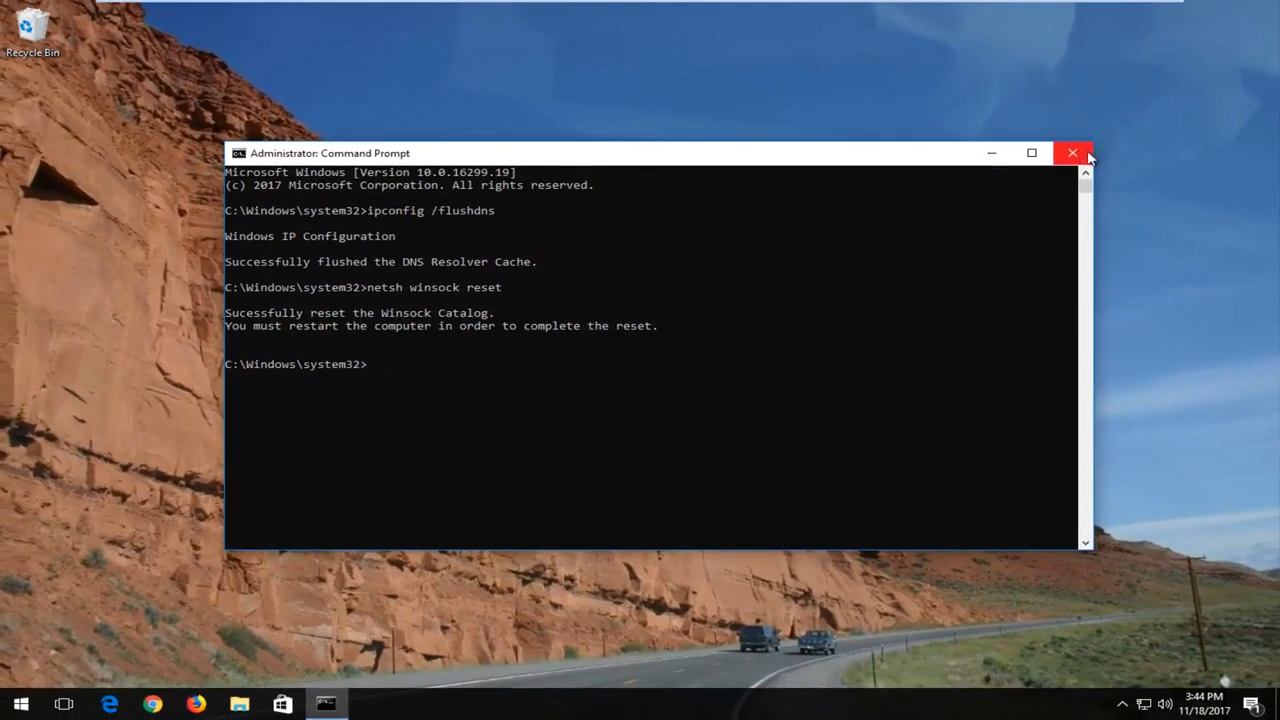 Recycle Bin
Administrator: Command Prompt
Microsoft Windows [Version 10.0.16299.19]
(c) 2017 Microsoft Corporation. All rights reserved.
C:\Windows\system32>ipconfig /flushdns
Windows IP Configuration
Successfully flushed the DNS Resolver Cache.
C:\Windows\system32>netsh winsock reset
Sucessfully reset the Winsock Catalog.
You must restart the computer in order to complete the reset.
C:\Windows\system32>
3:44 PM
11/18/2017
1